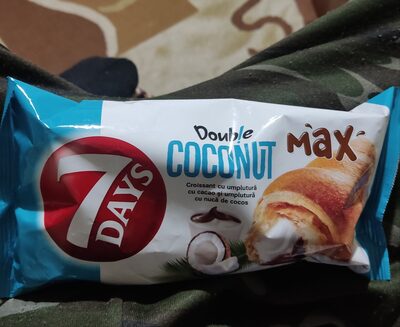 7
DAYS
Double
COCONUT
MAX
Croissant cu umplutură
cu cacao și umplutură
cu nucă de cocos